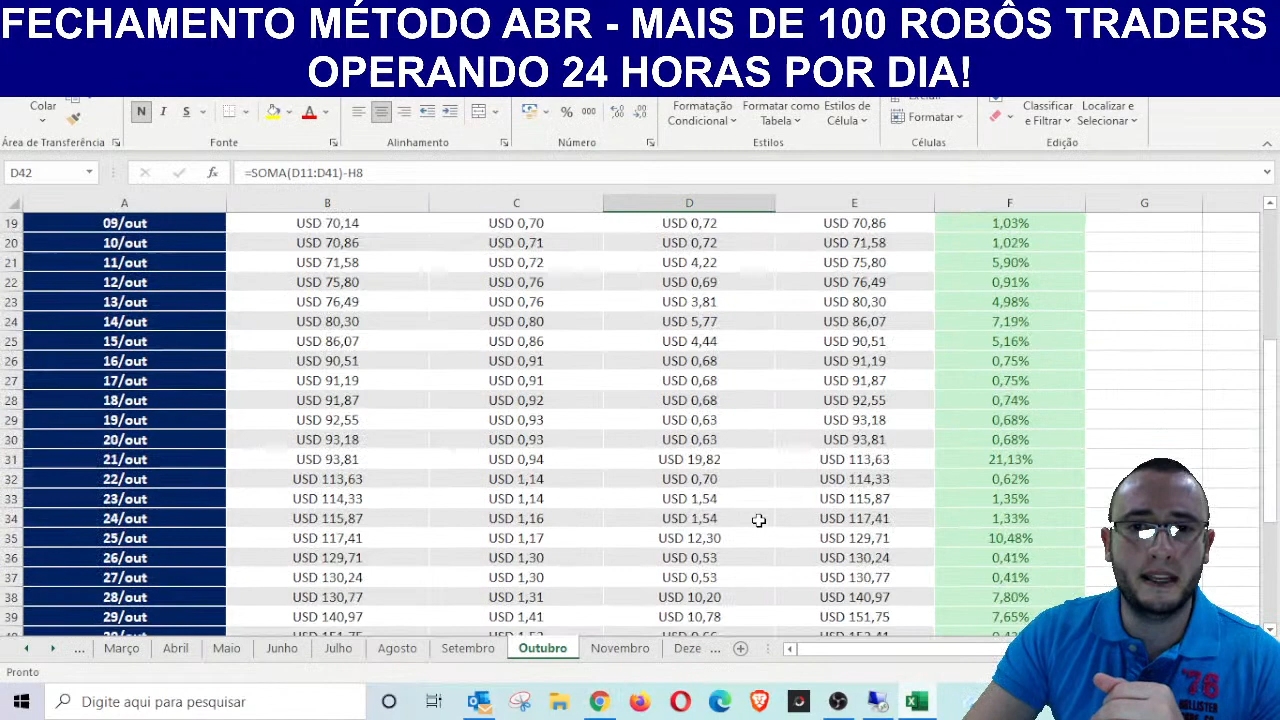 FECHAMENTO MÉTODO ABR - MAIS DE 100 ROBÔS TRADERS
OPERANDO 24 HORAS POR DIA!
Colar N I S A % 000 Formatação Condicional Formatar como Tabela Estilos de Célula Formatar Classificar e Filtrar Localizar e Selecionar
Área de Transferência Fonte Alinhamento Número Estilos Células Edição
D42 fx =SOMA(D11:D41)-H8
A B C D E F G
19 09/out USD 70,14 USD 0,70 USD 0,72 USD 70,86 1,03%
20 10/out USD 70,86 USD 0,71 USD 0,72 USD 71,58 1,02%
21 11/out USD 71,58 USD 0,72 USD 4,22 USD 75,80 5,90%
22 12/out USD 75,80 USD 0,76 USD 0,69 USD 76,49 0,91%
23 13/out USD 76,49 USD 0,76 USD 3,81 USD 80,30 4,98%
24 14/out USD 80,30 USD 0,80 USD 5,77 USD 86,07 7,19%
25 15/out USD 86,07 USD 0,86 USD 4,44 USD 90,51 5,16%
26 16/out USD 90,51 USD 0,91 USD 0,68 USD 91,19 0,75%
27 17/out USD 91,19 USD 0,91 USD 0,68 USD 91,87 0,75%
28 18/out USD 91,87 USD 0,92 USD 0,68 USD 92,55 0,74%
29 19/out USD 92,55 USD 0,93 USD 0,63 USD 93,18 0,68%
30 20/out USD 93,18 USD 0,93 USD 0,63 USD 93,81 0,68%
31 21/out USD 93,81 USD 0,94 USD 19,82 USD 113,63 21,13%
32 22/out USD 113,63 USD 1,14 USD 0,70 USD 114,33 0,62%
33 23/out USD 114,33 USD 1,14 USD 1,54 USD 115,87 1,35%
34 24/out USD 115,87 USD 1,16 USD 1,54 USD 117,41 1,33%
35 25/out USD 117,41 USD 1,17 USD 12,30 USD 129,71 10,48%
36 26/out USD 129,71 USD 1,30 USD 0,53 USD 130,24 0,41%
37 27/out USD 130,24 USD 1,30 USD 0,53 USD 130,77 0,41%
38 28/out USD 130,77 USD 1,31 USD 10,20 USD 140,97 7,80%
39 29/out USD 140,97 USD 1,41 USD 10,78 USD 151,75 7,65%
... Março Abril Maio Junho Julho Agosto Setembro Outubro Novembro Deze ...
Pronto
Digite aqui para pesquisar
76